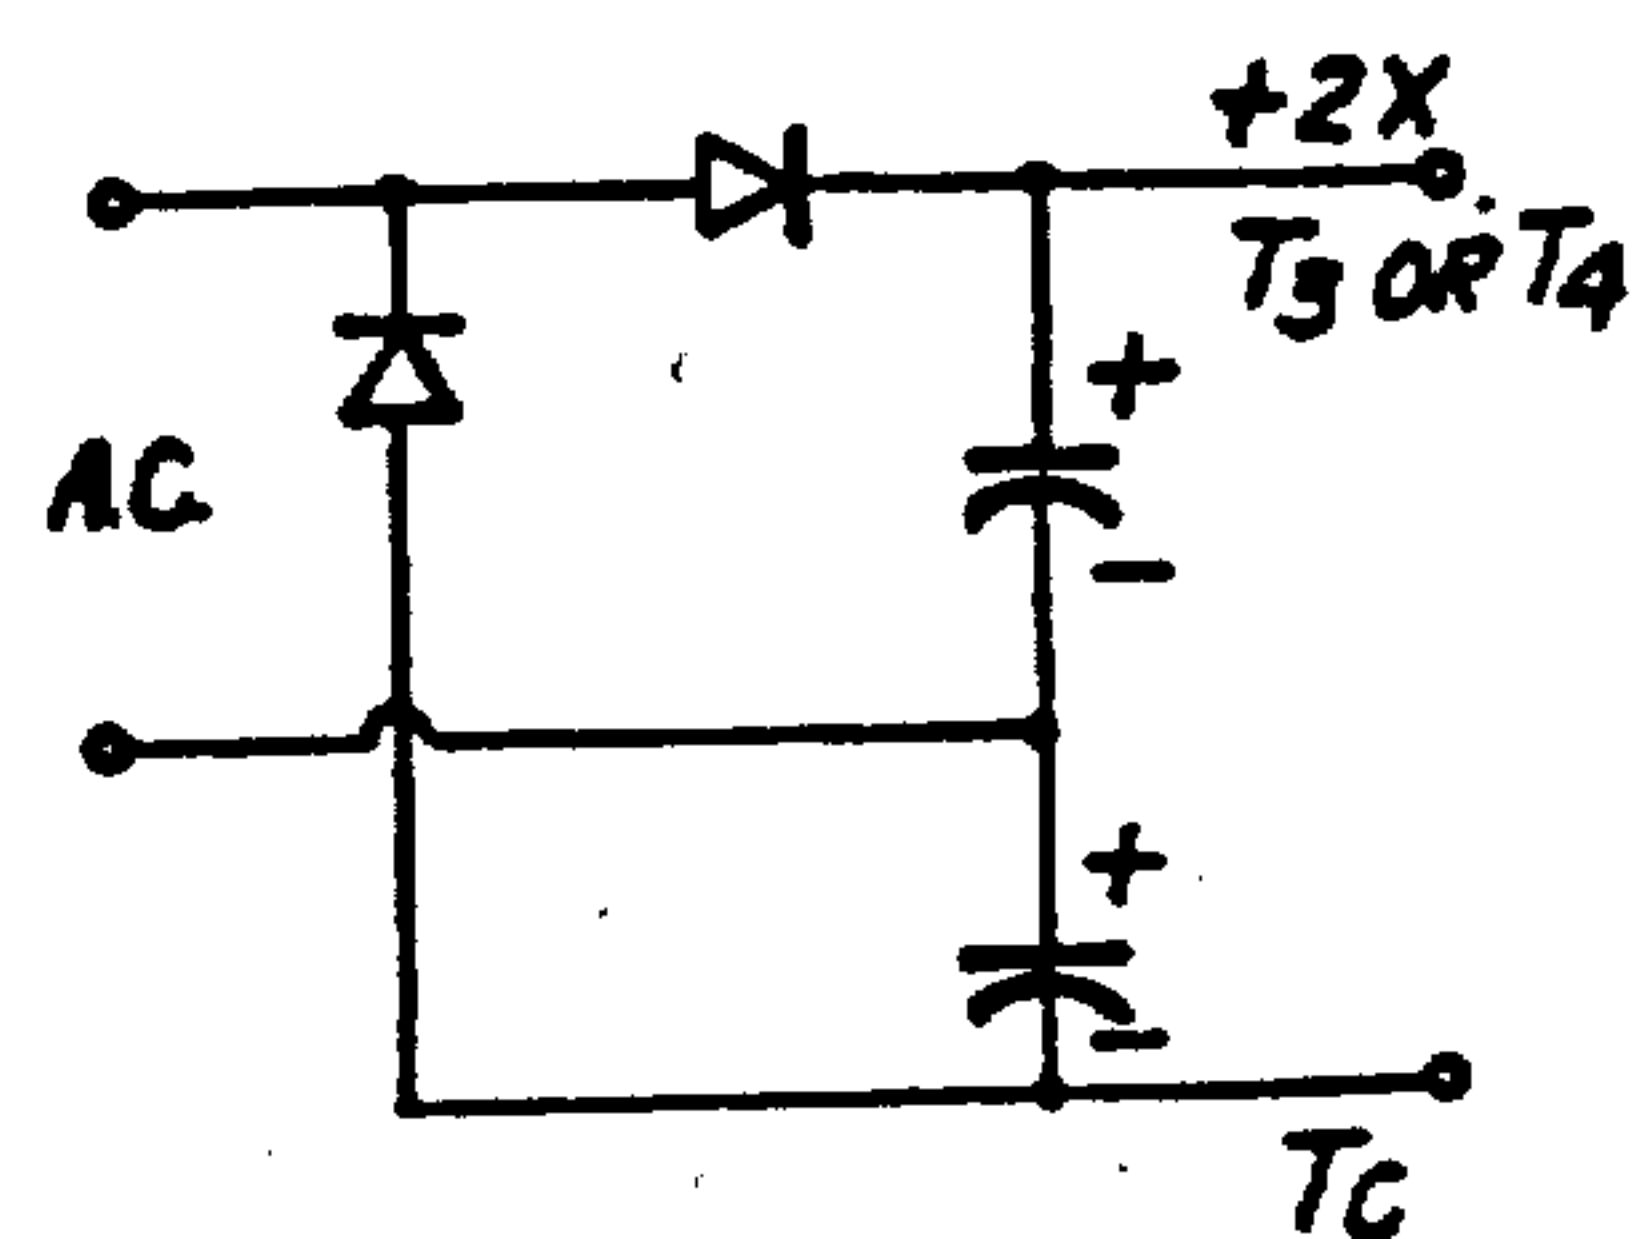 +2X
T3 OR T4
AC
+
-
+
-
TC